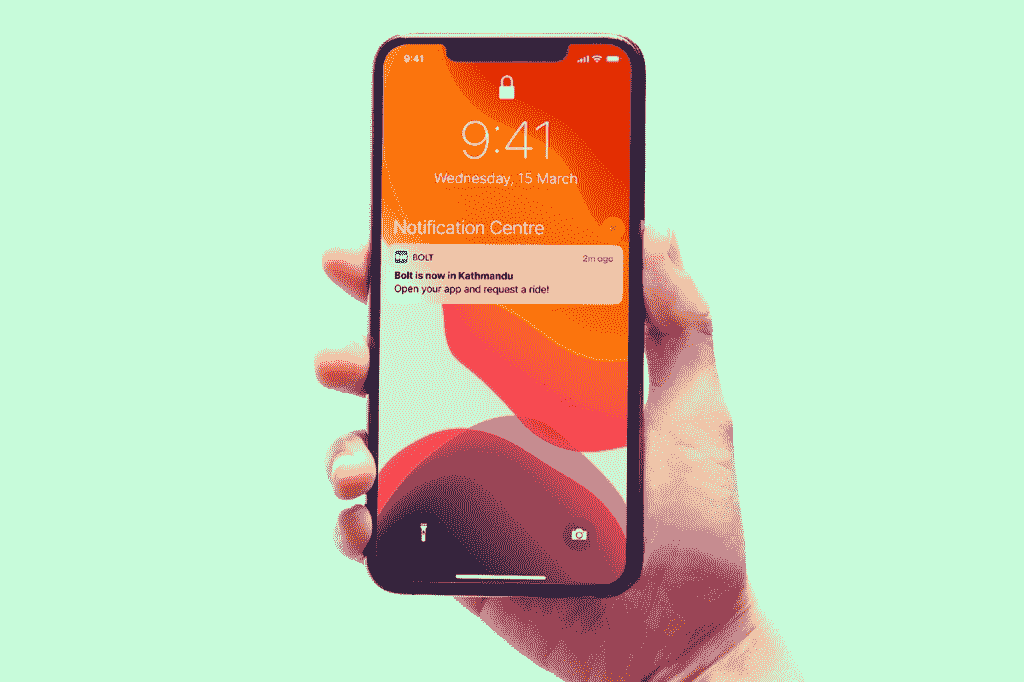 9:41
9:41
Wednesday, 15 March
Notification Centre
BOLT 2m ago
Bolt is now in Kathmandu
Open your app and request a ride!